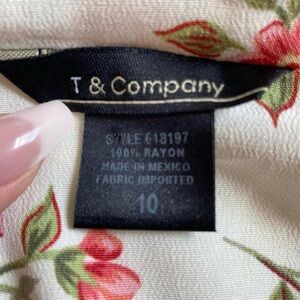 T & Company
STYLE 618197
100% RAYON
MADE IN MEXICO
FABRIC IMPORTED
10